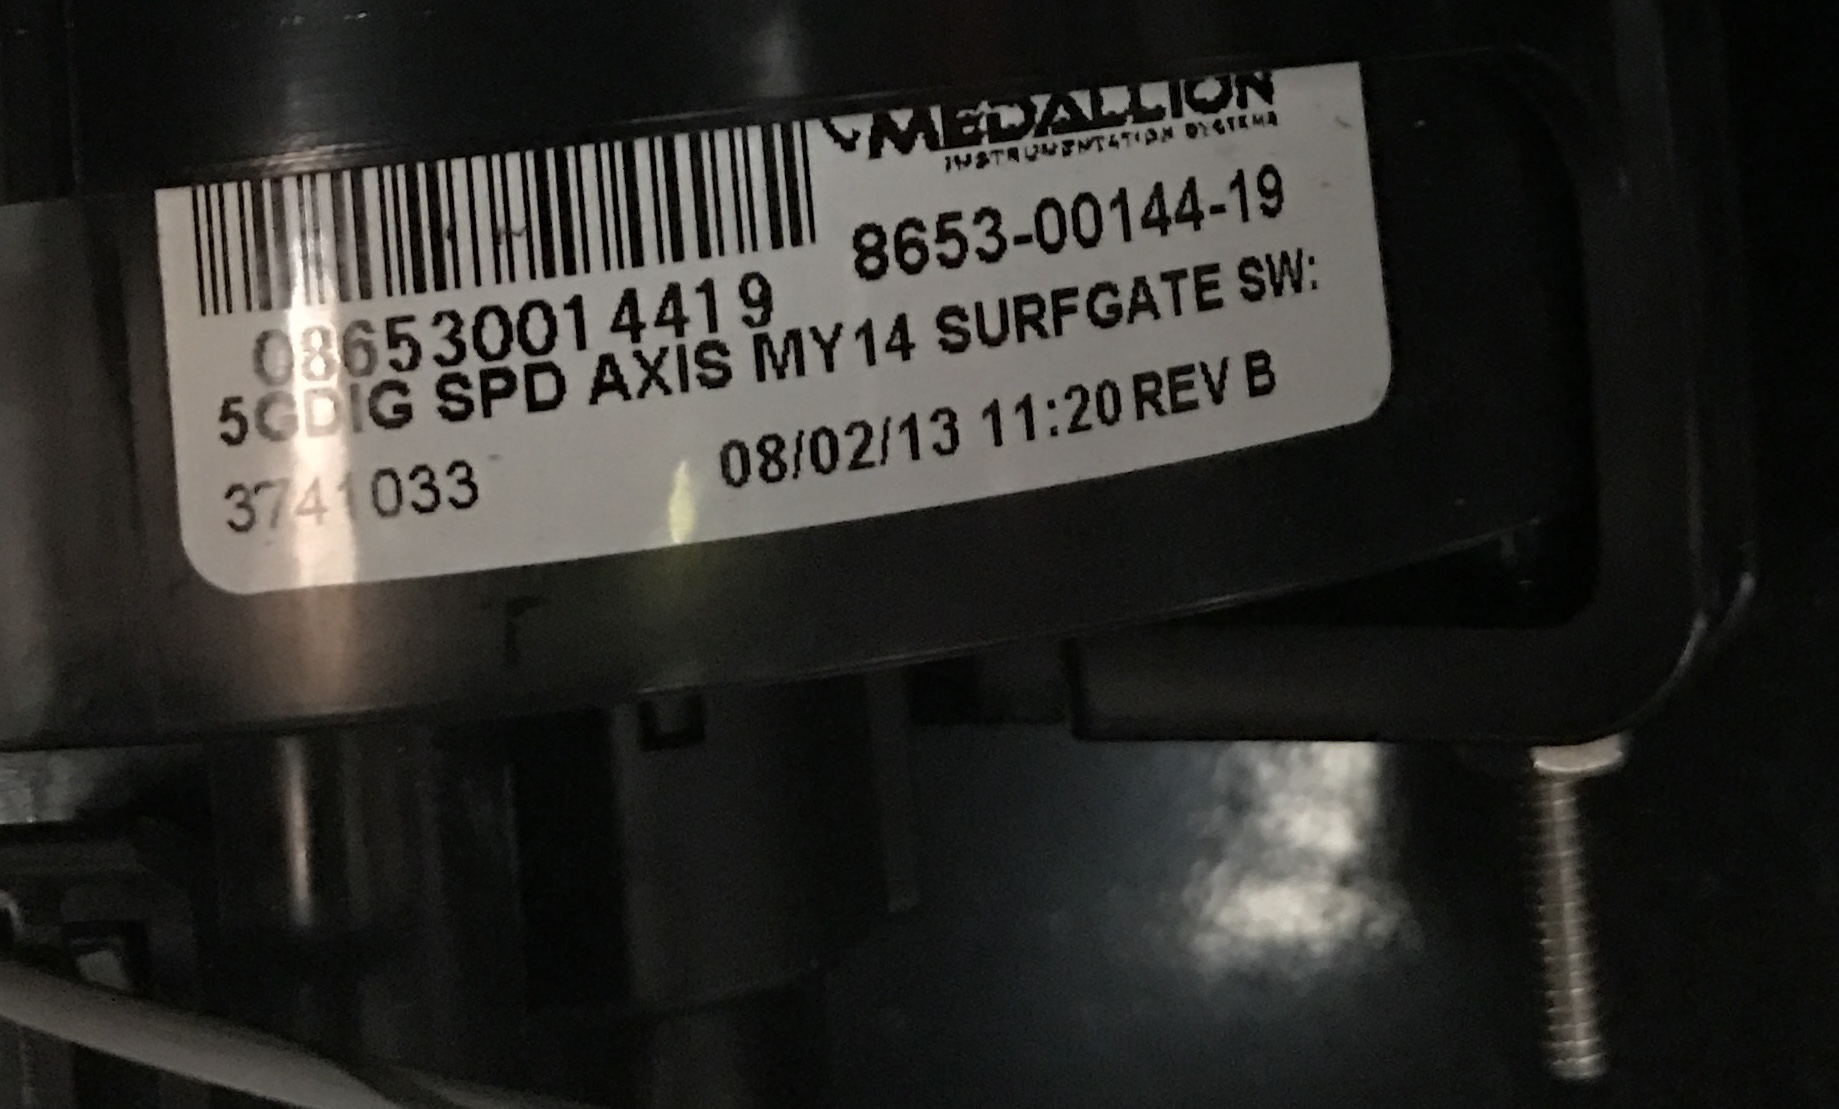 MEDALLION
INSTRUMENTATION SYSTEMS
8653-00144-19
086530014419
5GDIG SPD AXIS MY14 SURFGATE SW:
08/02/13 11:20 REV B
3741033